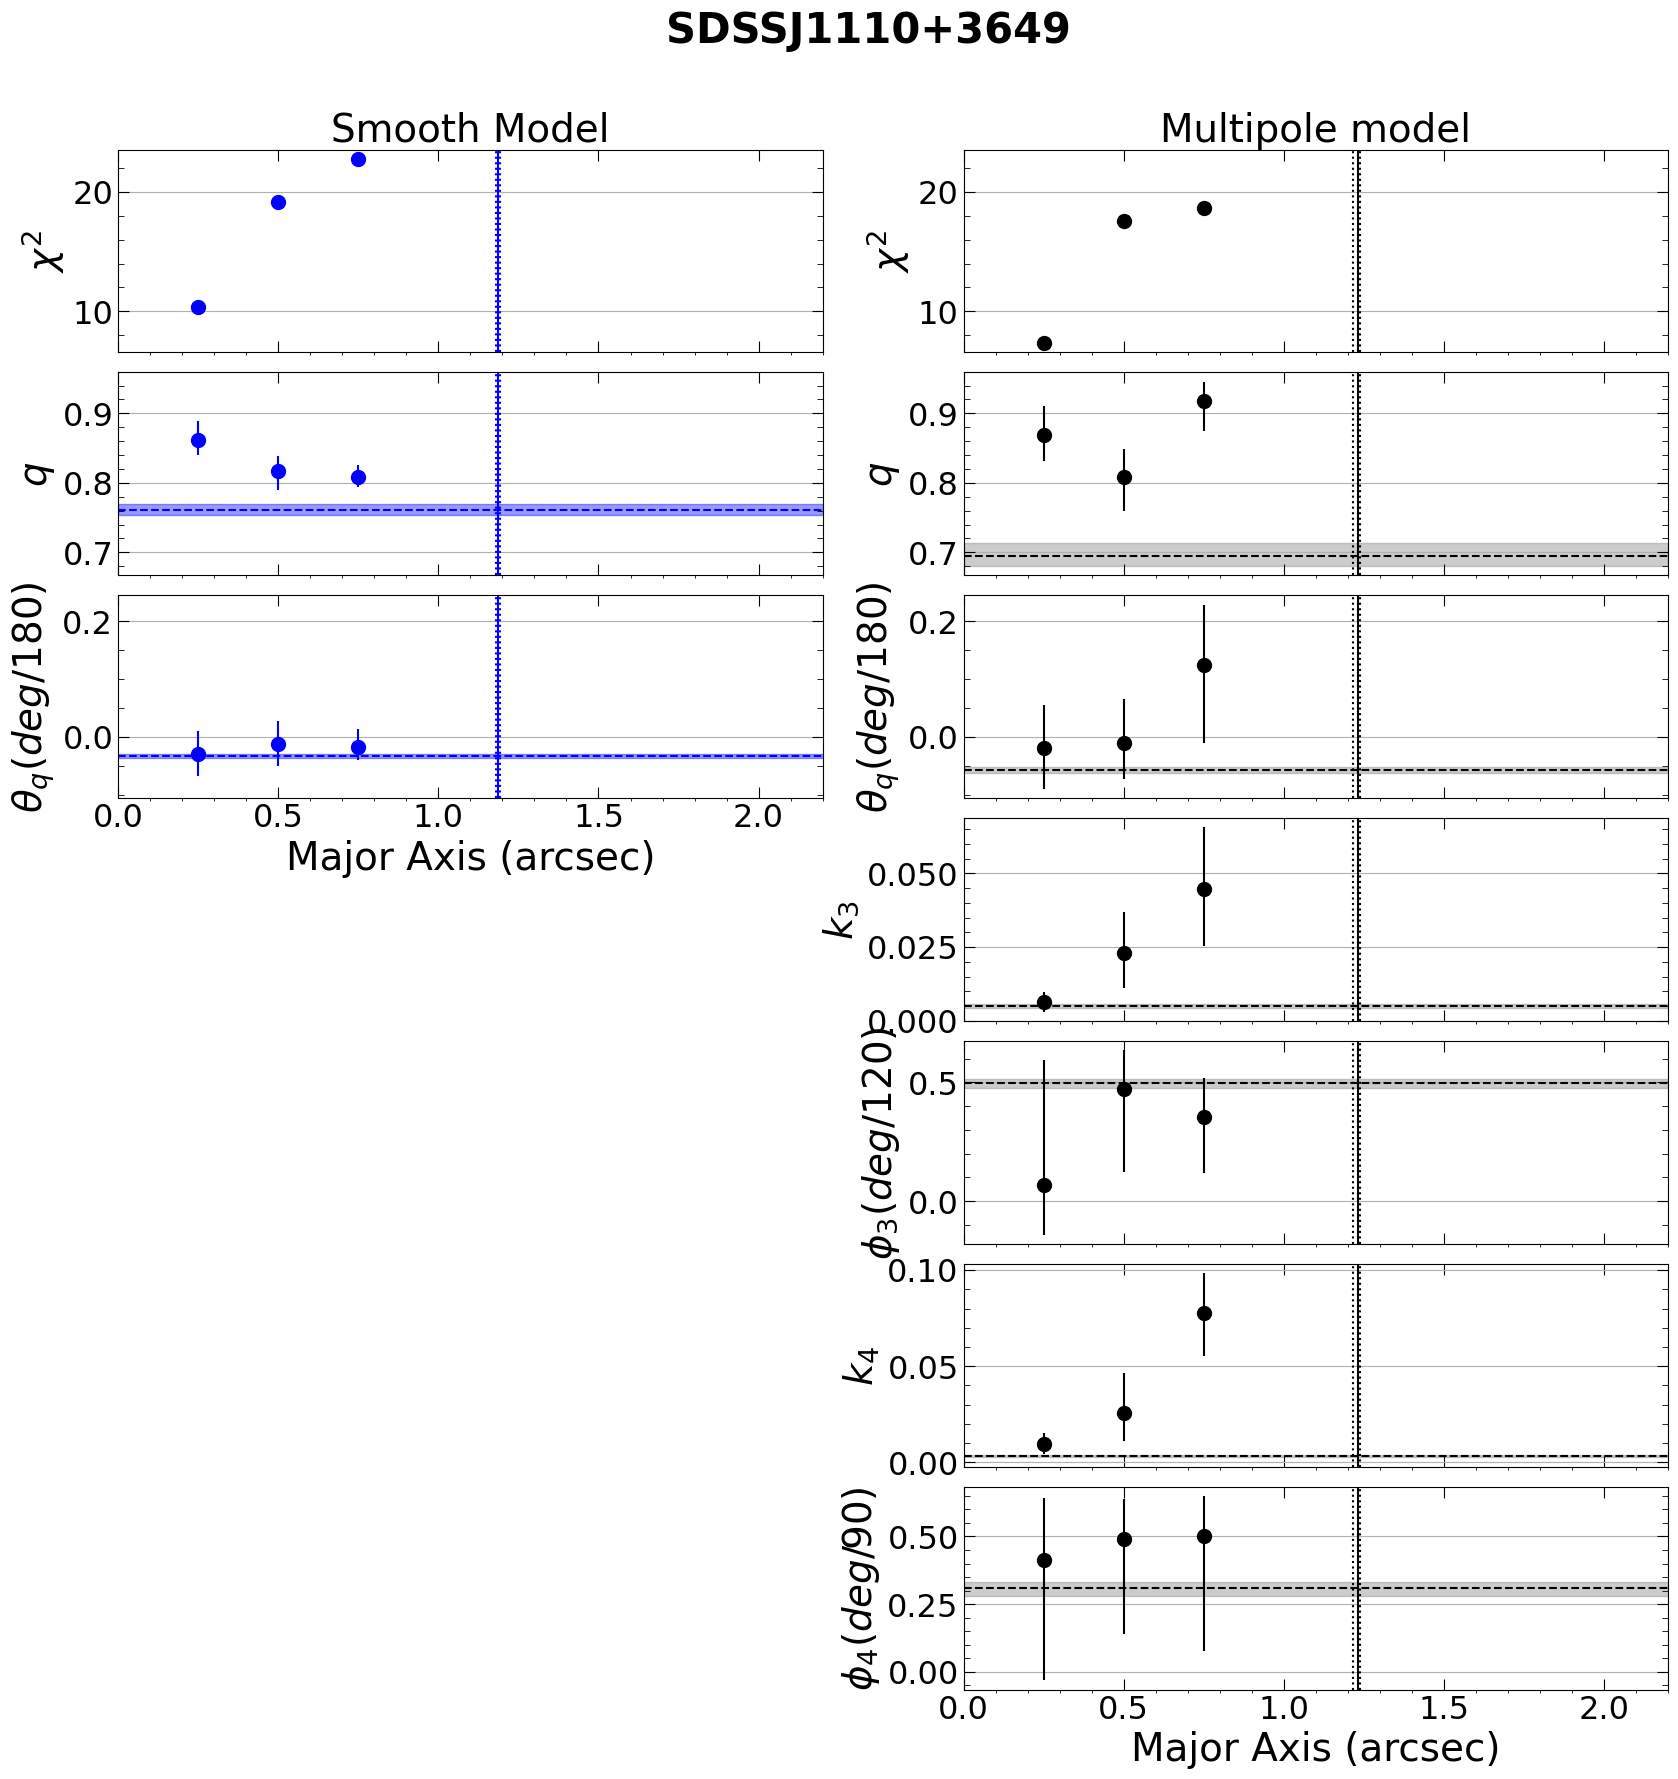 SDSSJ1110+3649
Smooth Model
20
10
χ²
0.9
0.8
0.7
q
0.2
0.0
θ_q(deg/180)
0.0 0.5 1.0 1.5 2.0
Major Axis (arcsec)
Multipole model
20
10
χ²
0.9
0.8
0.7
q
0.2
0.0
θ_q(deg/180)
0.050
0.025
0.000
k₃
0.5
0.0
ϕ₃(deg/120)
0.10
0.05
0.00
k₄
0.50
0.25
0.00
ϕ₄(deg/90)
0.0 0.5 1.0 1.5 2.0
Major Axis (arcsec)